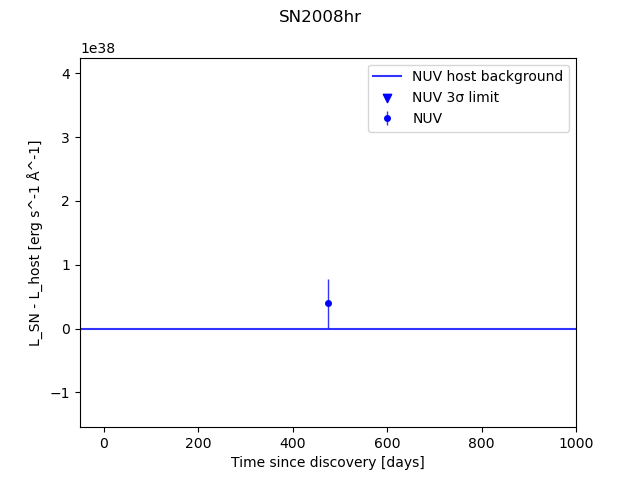 SN2008hr
1e38
NUV host background
NUV 3σ limit
NUV
4
3
2
1
0
−1
L_SN - L_host [erg s^-1 Å^-1]
0
200
400
600
800
1000
Time since discovery [days]